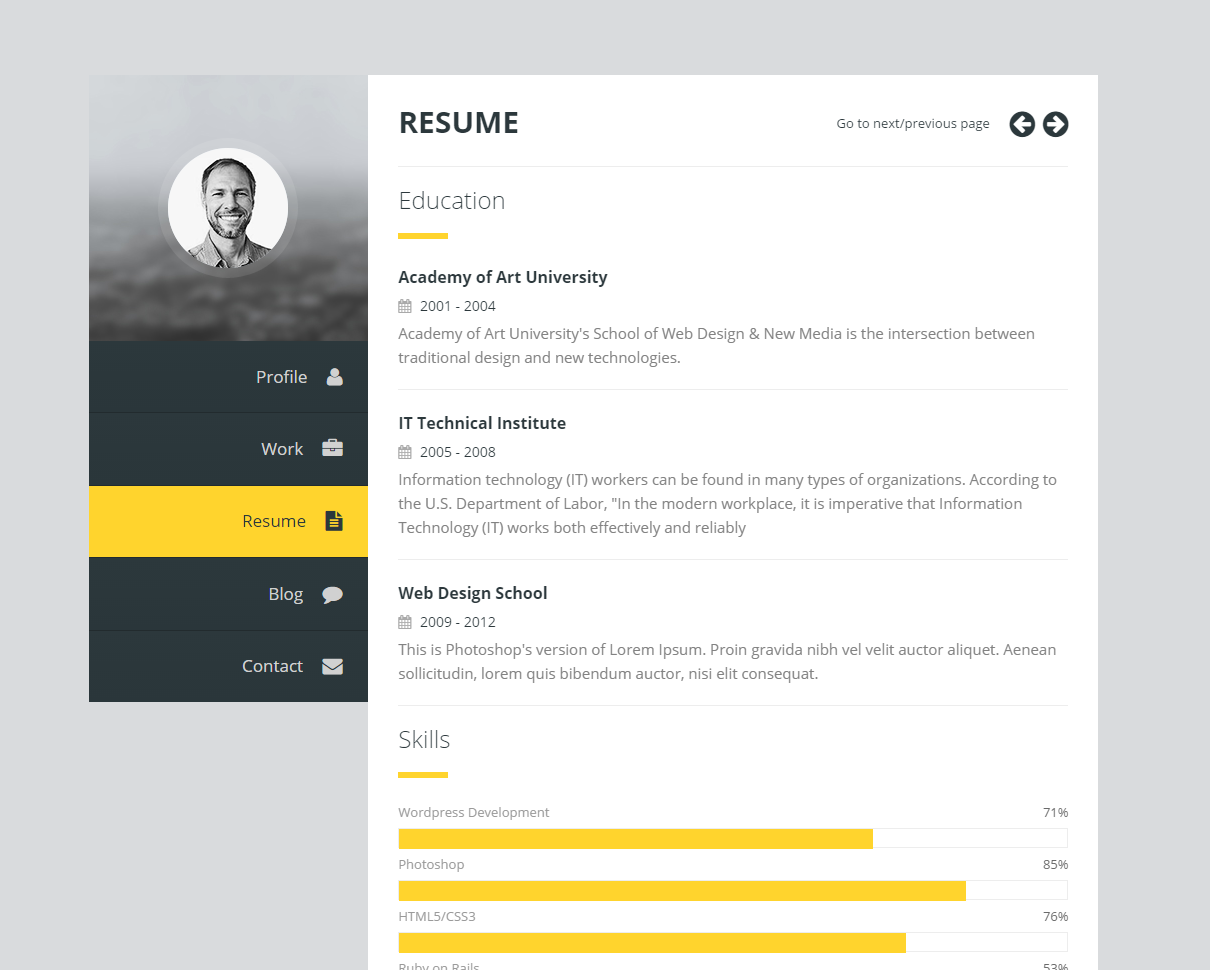 Profile
Work
Resume
Blog
Contact
RESUME
Go to next/previous page
Education
Academy of Art University
2001 - 2004
Academy of Art University's School of Web Design & New Media is the intersection between
traditional design and new technologies.
IT Technical Institute
2005 - 2008
Information technology (IT) workers can be found in many types of organizations. According to
the U.S. Department of Labor, "In the modern workplace, it is imperative that Information
Technology (IT) works both effectively and reliably
Web Design School
2009 - 2012
This is Photoshop's version of Lorem Ipsum. Proin gravida nibh vel velit auctor aliquet. Aenean
sollicitudin, lorem quis bibendum auctor, nisi elit consequat.
Skills
Wordpress Development 71%
Photoshop 85%
HTML5/CSS3 76%
Ruby on Rails 53%